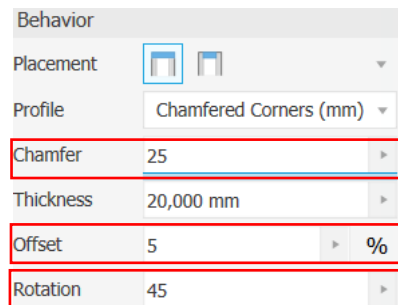 Behavior
Placement
Profile Chamfered Corners (mm)
Chamfer 25
Thickness 20,000 mm
Offset 5 %
Rotation 45